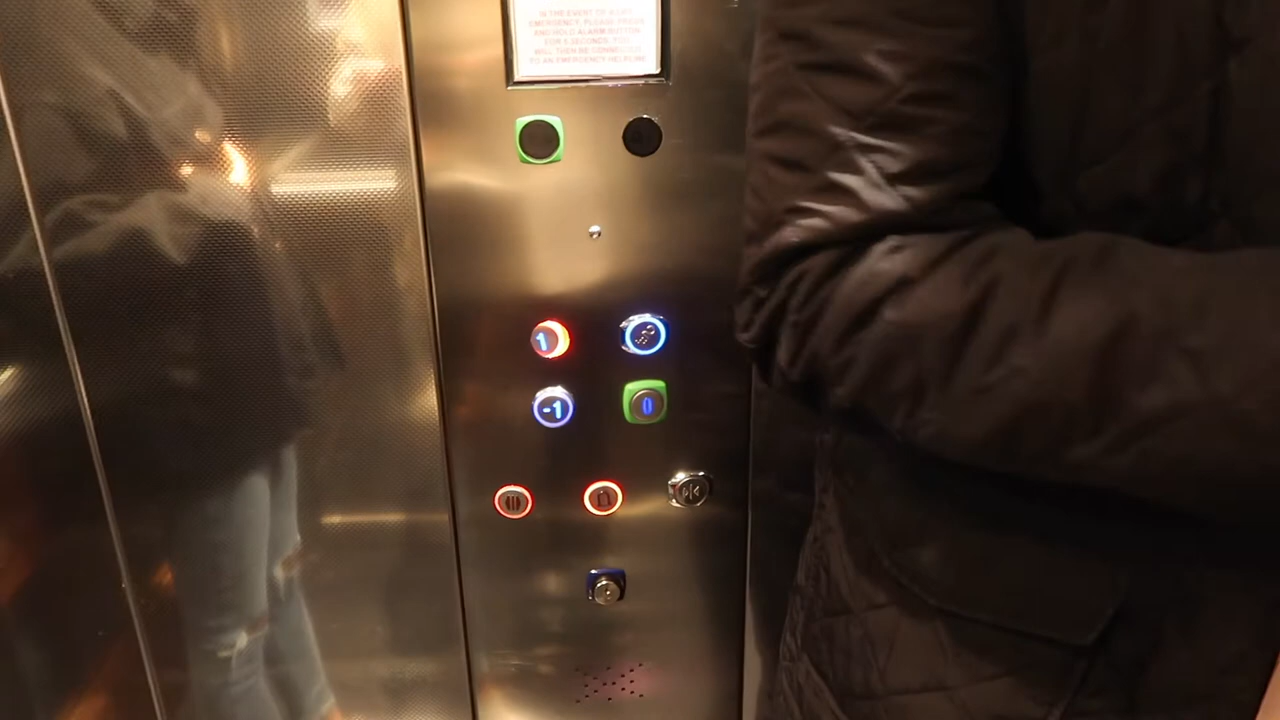 IN THE EVENT OF A LIFT
EMERGENCY, PLEASE PRESS
AND HOLD ALARM BUTTON
FOR 5 SECONDS. YOU
WILL THEN BE CONNECTED
TO AN EMERGENCY HELPLINE
1
-1
0